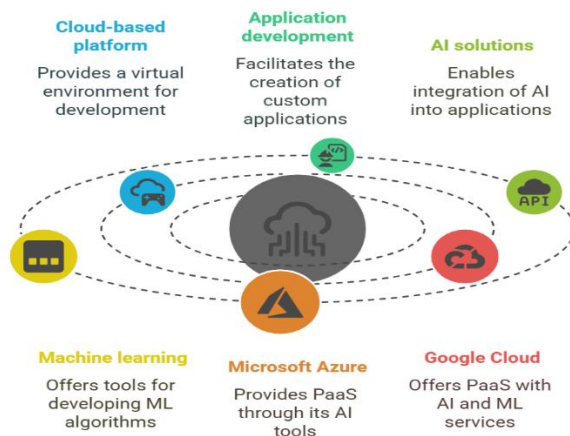 Cloud-based
platform
Provides a virtual
environment for
development
Application
development
Facilitates the
creation of
custom
applications
AI solutions
Enables
integration of AI
into applications
API
Machine learning
Offers tools for
developing ML
algorithms
Microsoft Azure
Provides PaaS
through its AI
tools
Google Cloud
Offers PaaS with
AI and ML
services